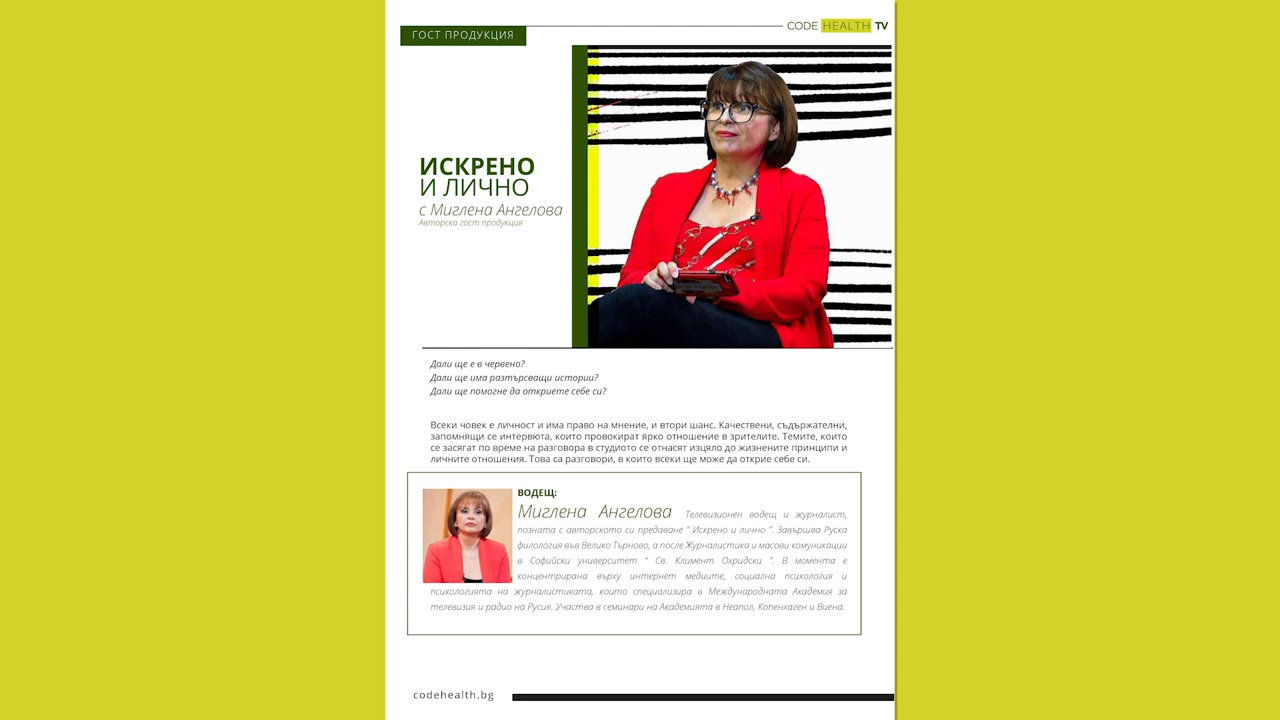 ГОСТ ПРОДУКЦИЯ
CODE HEALTH TV
ИСКРЕНО
И ЛИЧНО
с Миглена Ангелова
Авторска гост продукция
Дали ще е в червено?
Дали ще има разтърсващи истории?
Дали ще помогне да откриете себе си?
Всеки човек е личност и има право на мнение, и втори шанс. Качествени, съдържателни,
запомнящи се интервюта, които провокират ярко отношение в зрителите. Темите, които
се засягат по време на разговора в студиото се отнасят изцяло до жизнените принципи и
личните отношения. Това са разговори, в които всеки ще може да открие себе си.
ВОДЕЩ:
Миглена Ангелова Телевизионен водещ и журналист,
позната с авторското си предаване " Искрено и лично ". Завършва Руска
филология във Велико Търново, а после Журналистика и масови комуникации
в Софийски университет " Св. Климент Охридски ". В момента е
концентрирана върху интернет медиите, социална психология и
психологията на журналистиката, които специализира в Международната Академия за
телевизия и радио на Русия. Участва в семинари на Академията в Неапол, Копенхаген и Виена.
codehealth.bg